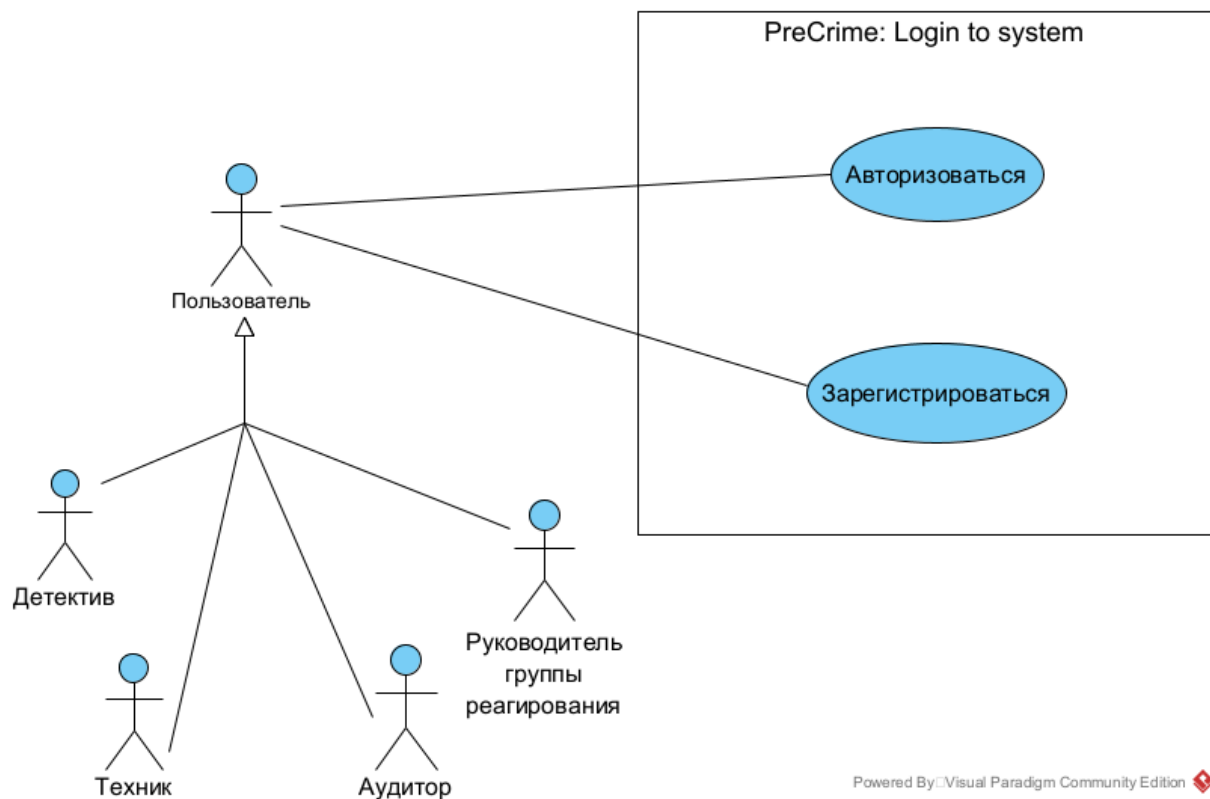 PreCrime: Login to system
Авторизоваться
Пользователь
Зарегистрироваться
Детектив
Руководитель
группы
реагирования
Техник
Аудитор
Powered By□Visual Paradigm Community Edition